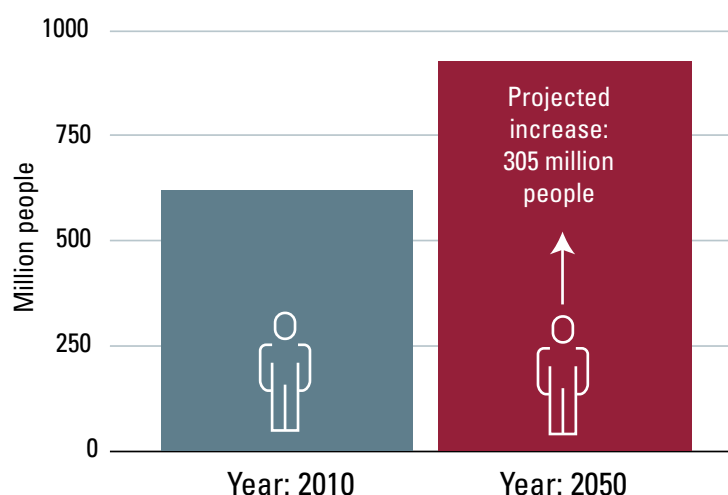 1000
750
500
250
0
Million people
Projected
increase:
305 million
people
Year: 2010
Year: 2050